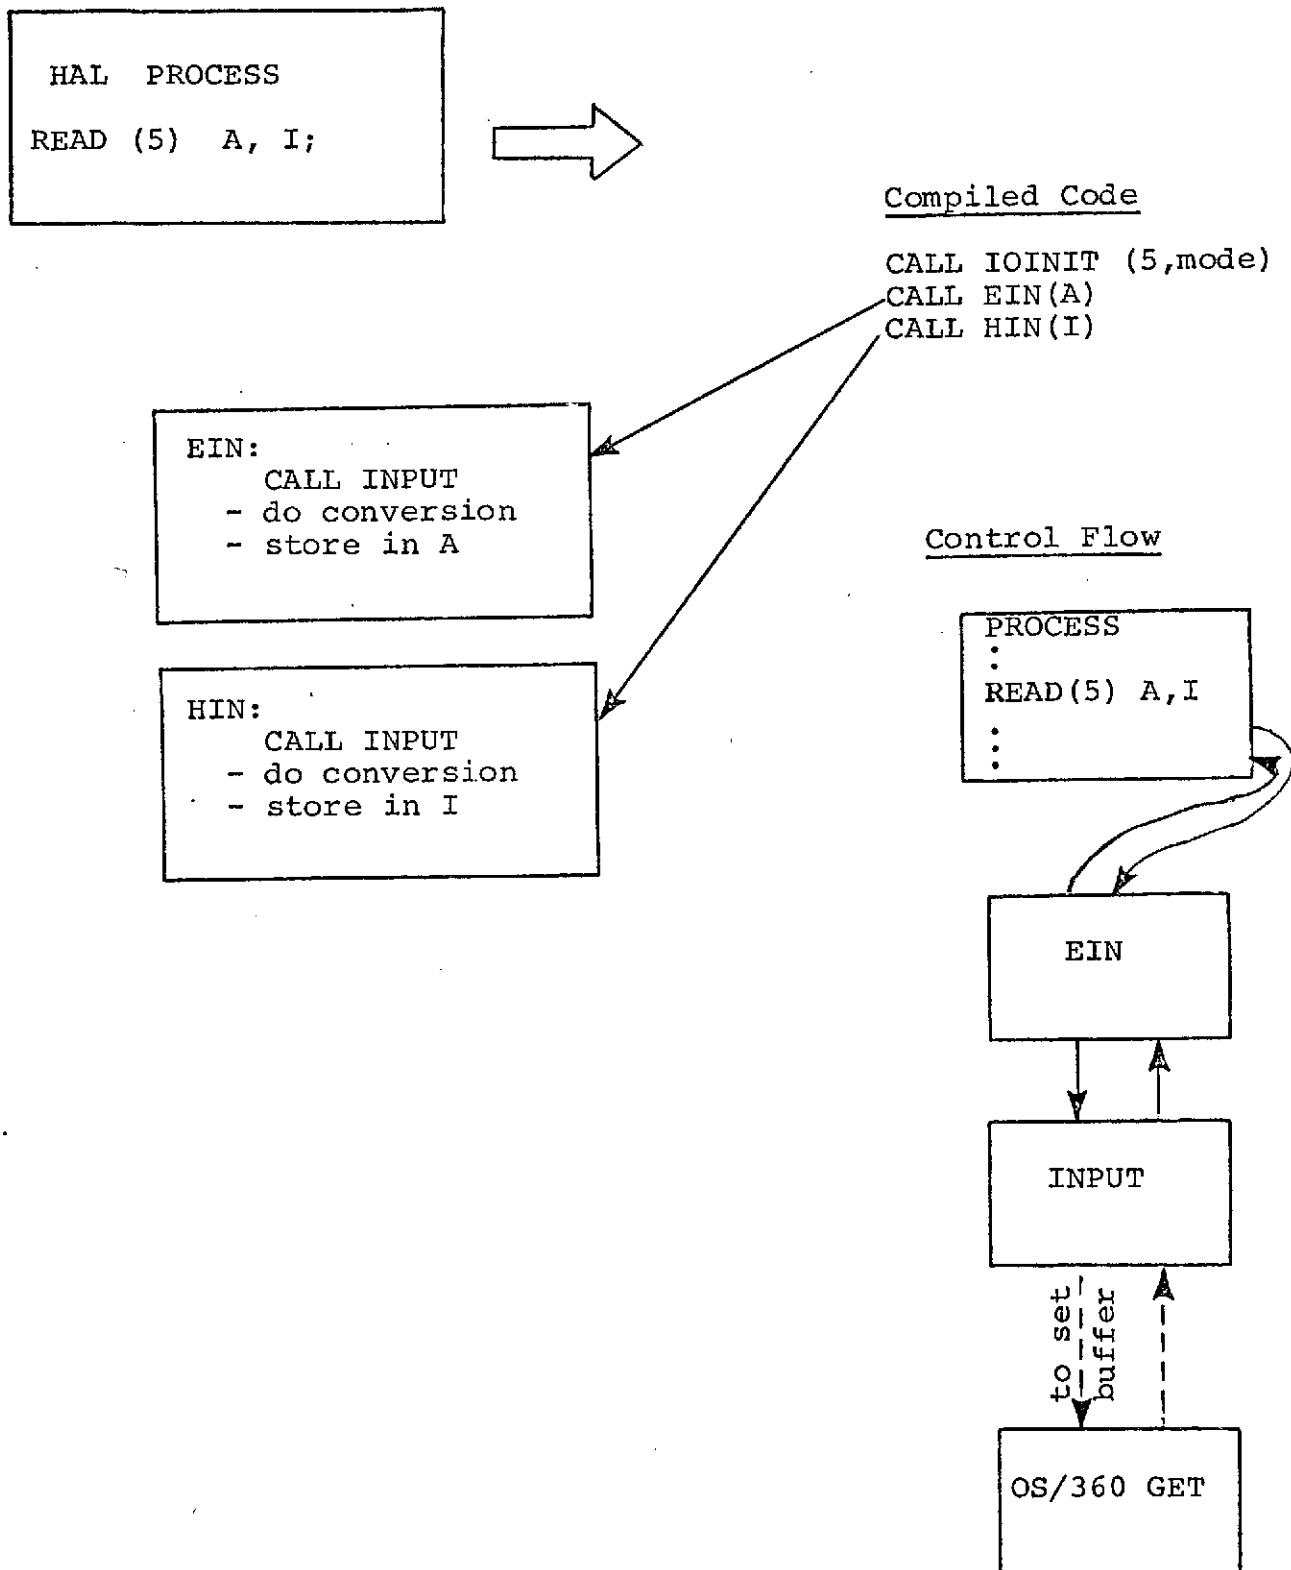 HAL PROCESS
READ (5) A, I;
Compiled Code
CALL IOINIT (5,mode)
CALL EIN(A)
CALL HIN(I)
EIN:
CALL INPUT
- do conversion
- store in A
HIN:
CALL INPUT
- do conversion
- store in I
Control Flow
PROCESS
READ(5) A,I
EIN
INPUT
to set
buffer
OS/360 GET